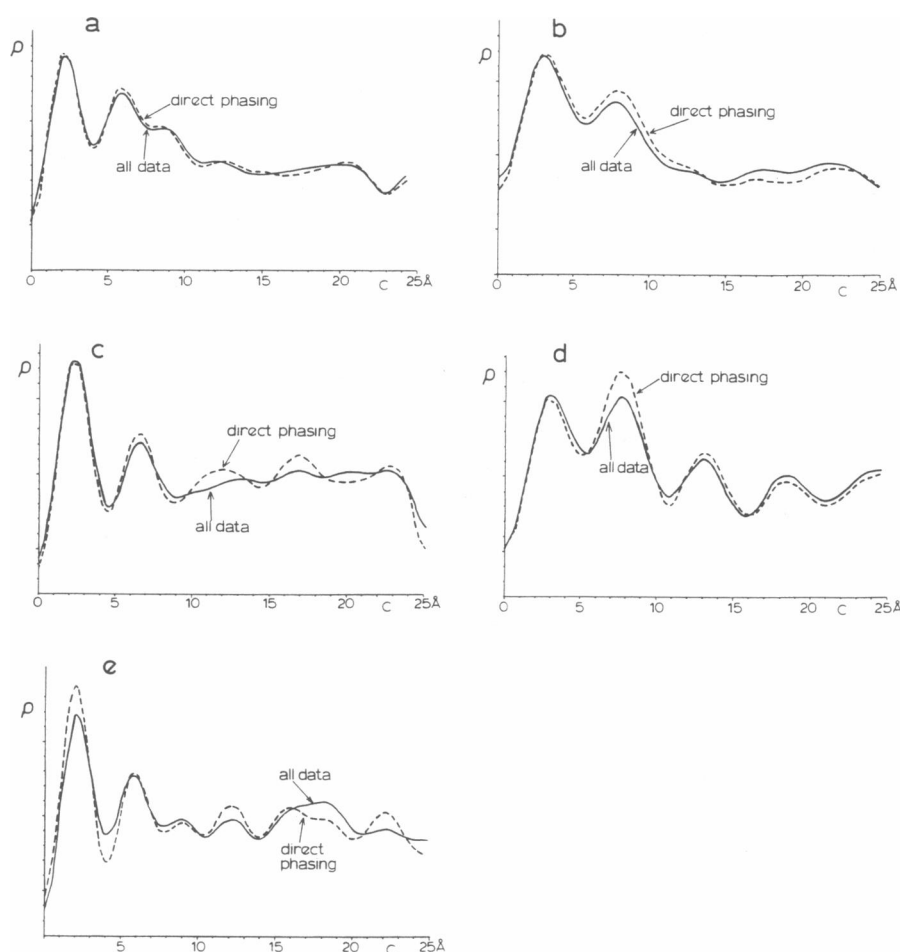 a
ρ
direct phasing
all data
0 5 10 15 20 C 25Å
b
ρ
direct phasing
all data
0 5 10 15 20 C 25Å
c
ρ
direct phasing
all data
0 5 10 15 20 C 25Å
d
ρ
direct phasing
all data
0 5 10 15 20 C 25Å
e
ρ
all data
direct
phasing
5 10 15 20 C 25Å